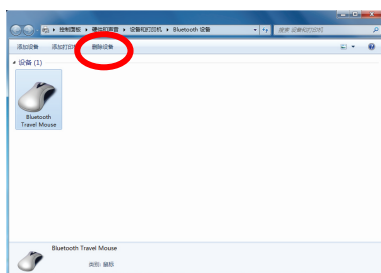 控制面板 ▸ 硬件和声音 ▸ 设备和打印机 ▸ Bluetooth 设备
搜索 设备和打印机
添加设备 添加打印机 删除设备
设备 (1)
Bluetooth
Travel Mouse
Bluetooth Travel Mouse
类别: 鼠标